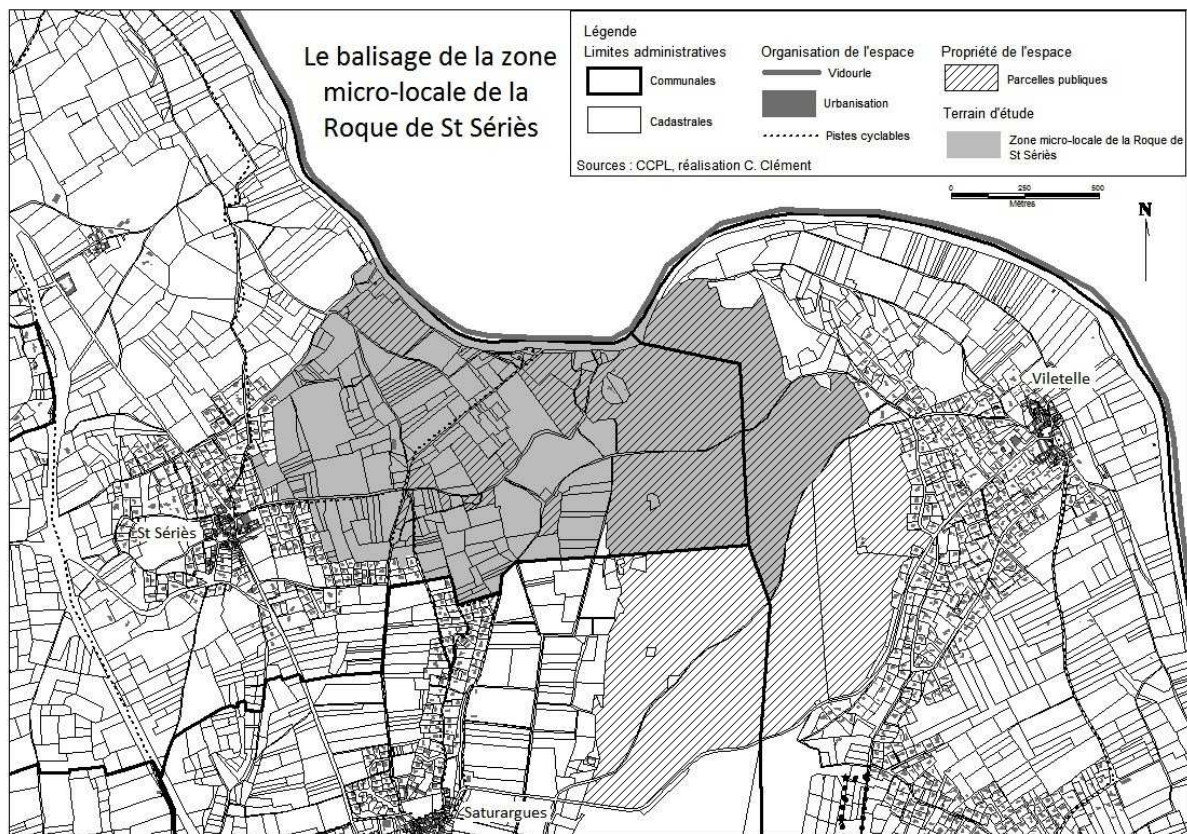 Le balisage de la zone
micro-locale de la
Roque de St Sériès
Légende
Limites administratives
Communales
Cadastrales
Organisation de l'espace
Vidourle
Urbanisation
Pistes cyclables
Propriété de l'espace
Parcelles publiques
Terrain d'étude
Zone micro-locale de la Roque de
St Sériès
Sources : CCPL, réalisation C. Clément
0 250 500
Mètres
N
Viletelle
St Sériès
Saturargues